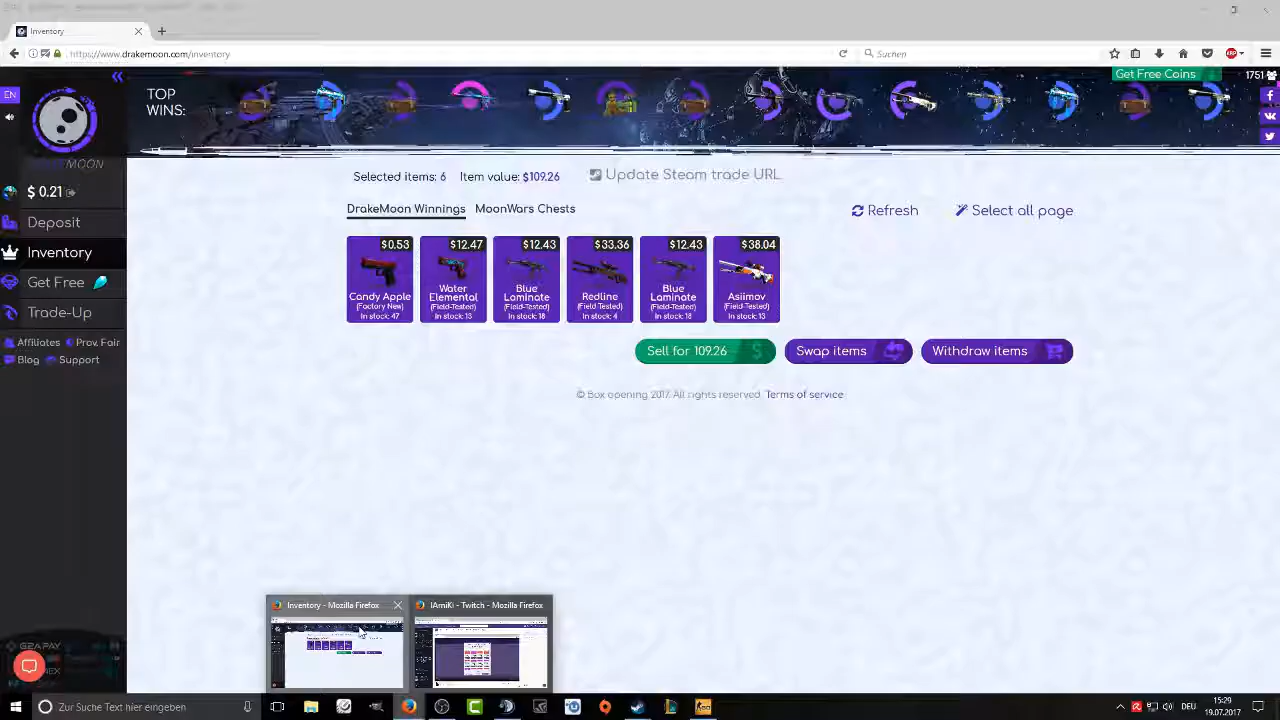 Inventory
https://www.drakemoon.com/inventory
Suchen
EN
TOP
WINS:
Get Free Coins
1751
MOON
$ 0.21
Deposit
Inventory
Get Free
Trade-Up
Affiliates
Prov. Fair
Blog
Support
Selected items: 6
Item value: $109.26
Update Steam trade URL
DrakeMoon Winnings
MoonWars Chests
Refresh
Select all page
$0.53
Candy Apple
(Factory New)
In stock: 47
$12.47
Water
Elemental
(Field-Tested)
In stock: 13
$12.43
Blue
Laminate
(Field-Tested)
In stock: 18
$33.36
Redline
(Field-Tested)
In stock: 4
$12.43
Blue
Laminate
(Field-Tested)
In stock: 18
$38.04
Asiimov
(Field-Tested)
In stock: 13
Sell for 109.26
Swap items
Withdraw items
© Box opening 2017. All rights reserved. Terms of service
Inventory - Mozilla Firefox
IAmiKi - Twitch - Mozilla Firefox
G2A PAY
Zur Suche Text hier eingeben
DEU
15:29
19.07.2017